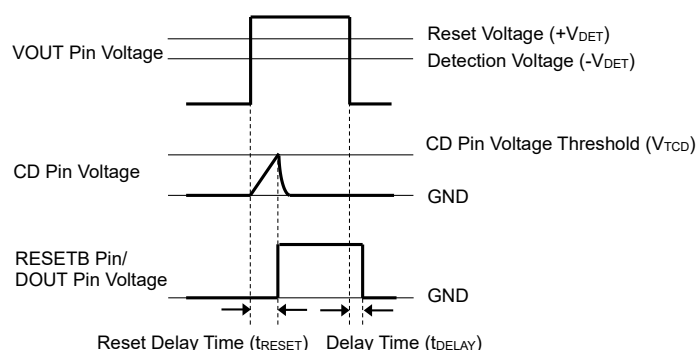 Reset Voltage (+VDET)
VOUT Pin Voltage
Detection Voltage (-VDET)
CD Pin Voltage Threshold (VTCD)
CD Pin Voltage
GND
RESETB Pin/
DOUT Pin Voltage
GND
Reset Delay Time (tRESET) Delay Time (tDELAY)